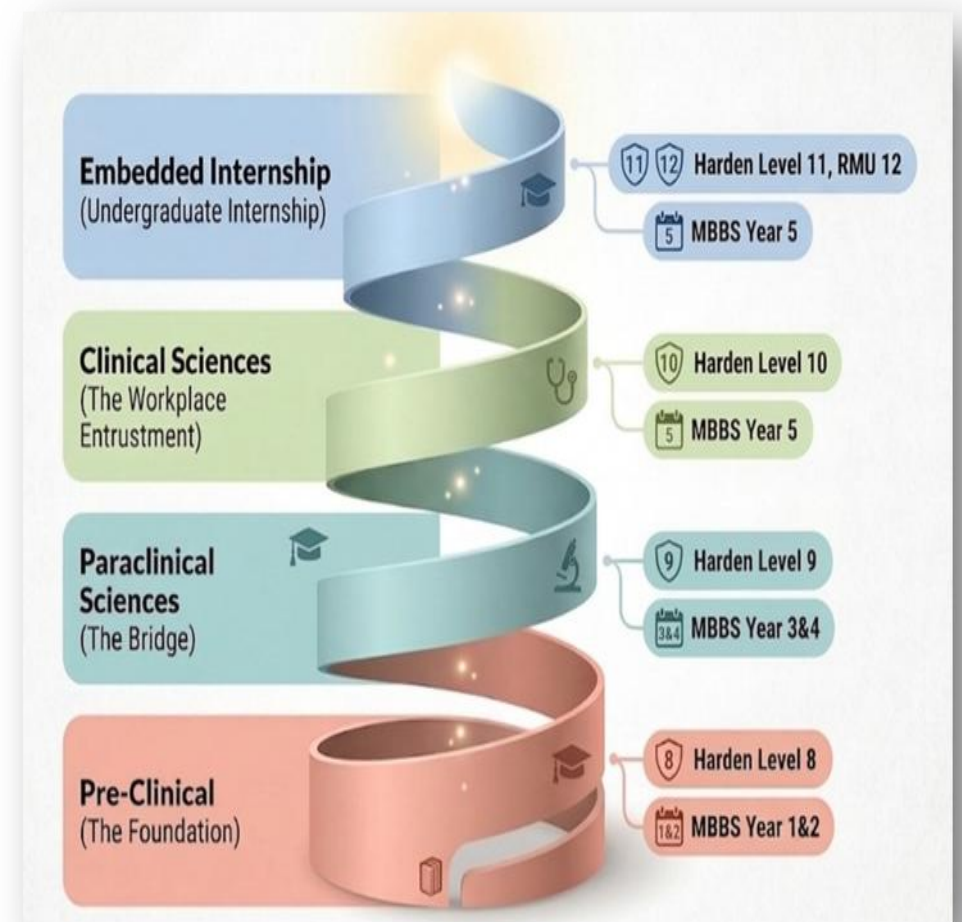 Embedded Internship
(Undergraduate Internship)
11 12 Harden Level 11, RMU 12
5 MBBS Year 5
Clinical Sciences
(The Workplace
Entrustment)
10 Harden Level 10
5 MBBS Year 5
Paraclinical
Sciences
(The Bridge)
9 Harden Level 9
3&4 MBBS Year 3&4
Pre-Clinical
(The Foundation)
8 Harden Level 8
1&2 MBBS Year 1&2